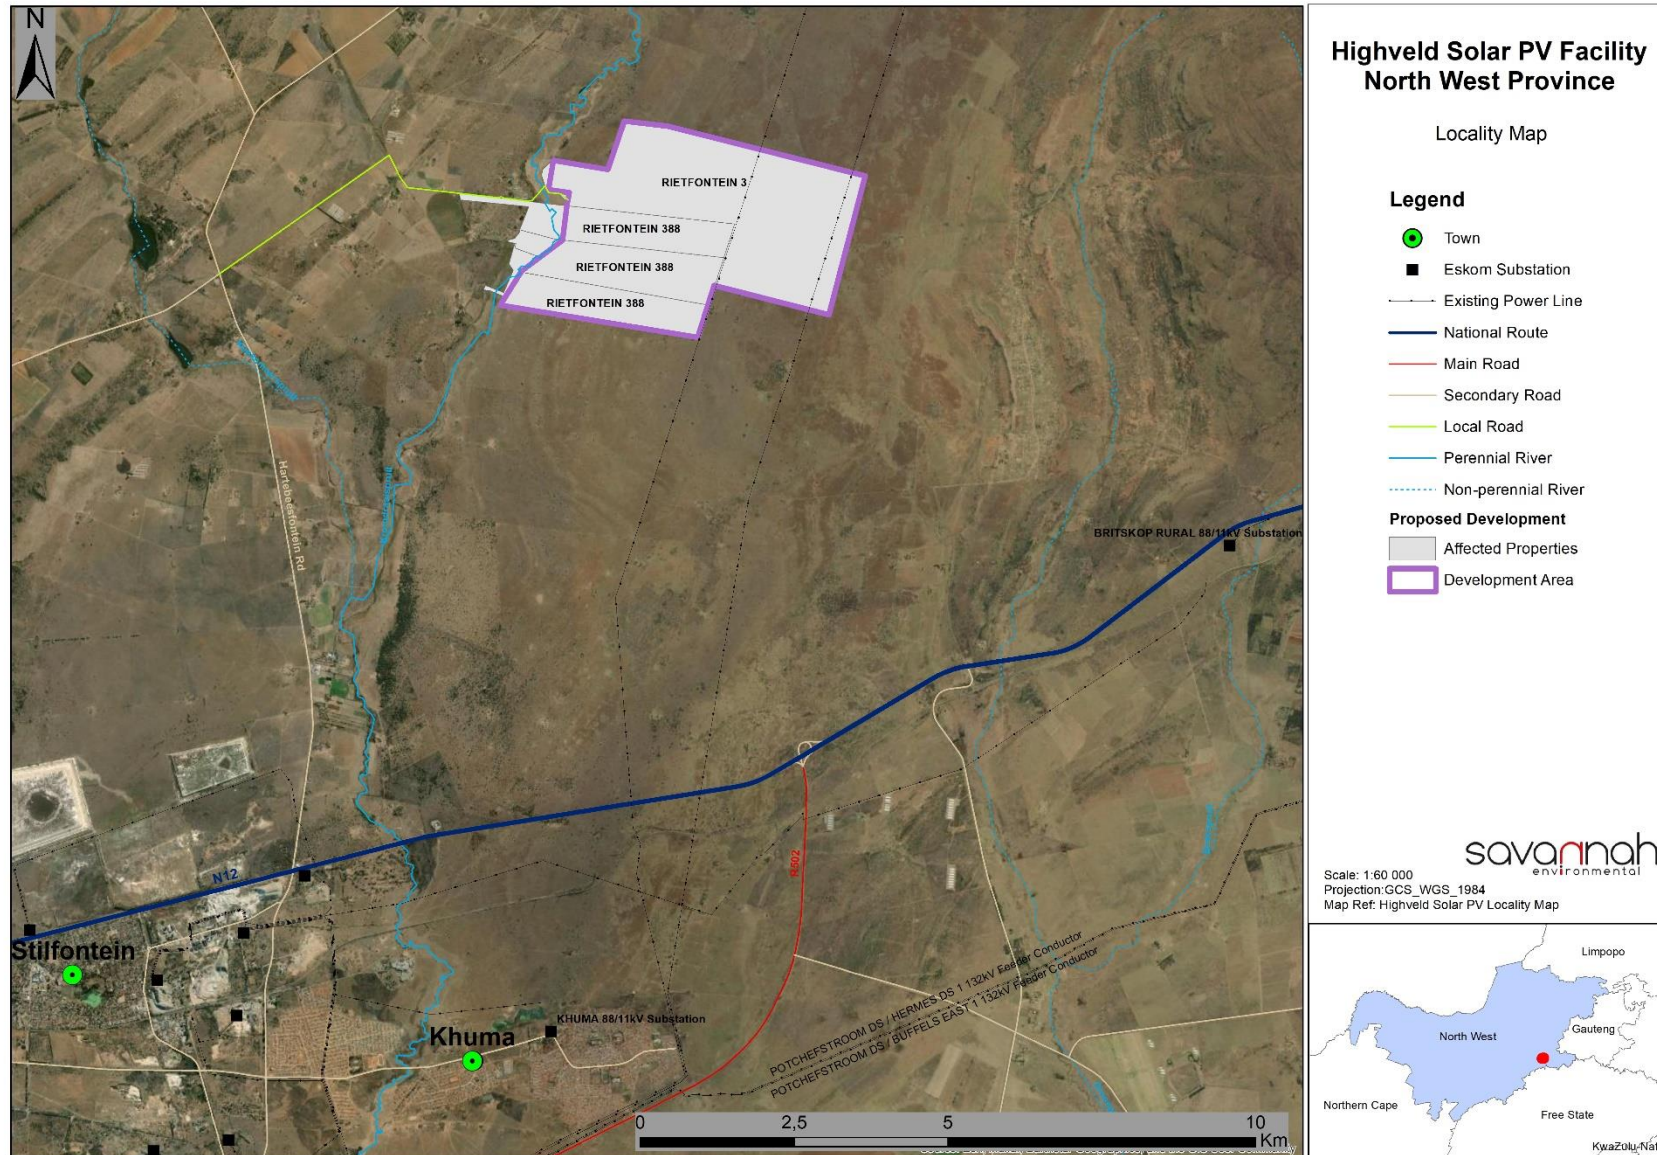 N
RIETFONTEIN 3
RIETFONTEIN 388
RIETFONTEIN 388
RIETFONTEIN 388
Hartebeesfontein Rd
BRITSKOP RURAL 88/11kV Substation
N12
R502
Stilfontein
Khuma
KHUMA 88/11kV Substation
POTCHEFSTROOM DS / HERMES DS 1 132kV Feeder Conductor
POTCHEFSTROOM DS / BUFFELS EAST 1 132kV Feeder Conductor
0 2,5 5 10
Km
Highveld Solar PV Facility
North West Province
Locality Map
Legend
Town
Eskom Substation
Existing Power Line
National Route
Main Road
Secondary Road
Local Road
Perennial River
Non-perennial River
Proposed Development
Affected Properties
Development Area
savannah
environmental
Scale: 1:60 000
Projection:GCS_WGS_1984
Map Ref: Highveld Solar PV Locality Map
Limpopo
North West
Gauteng
Northern Cape
Free State
KwaZulu-Nat